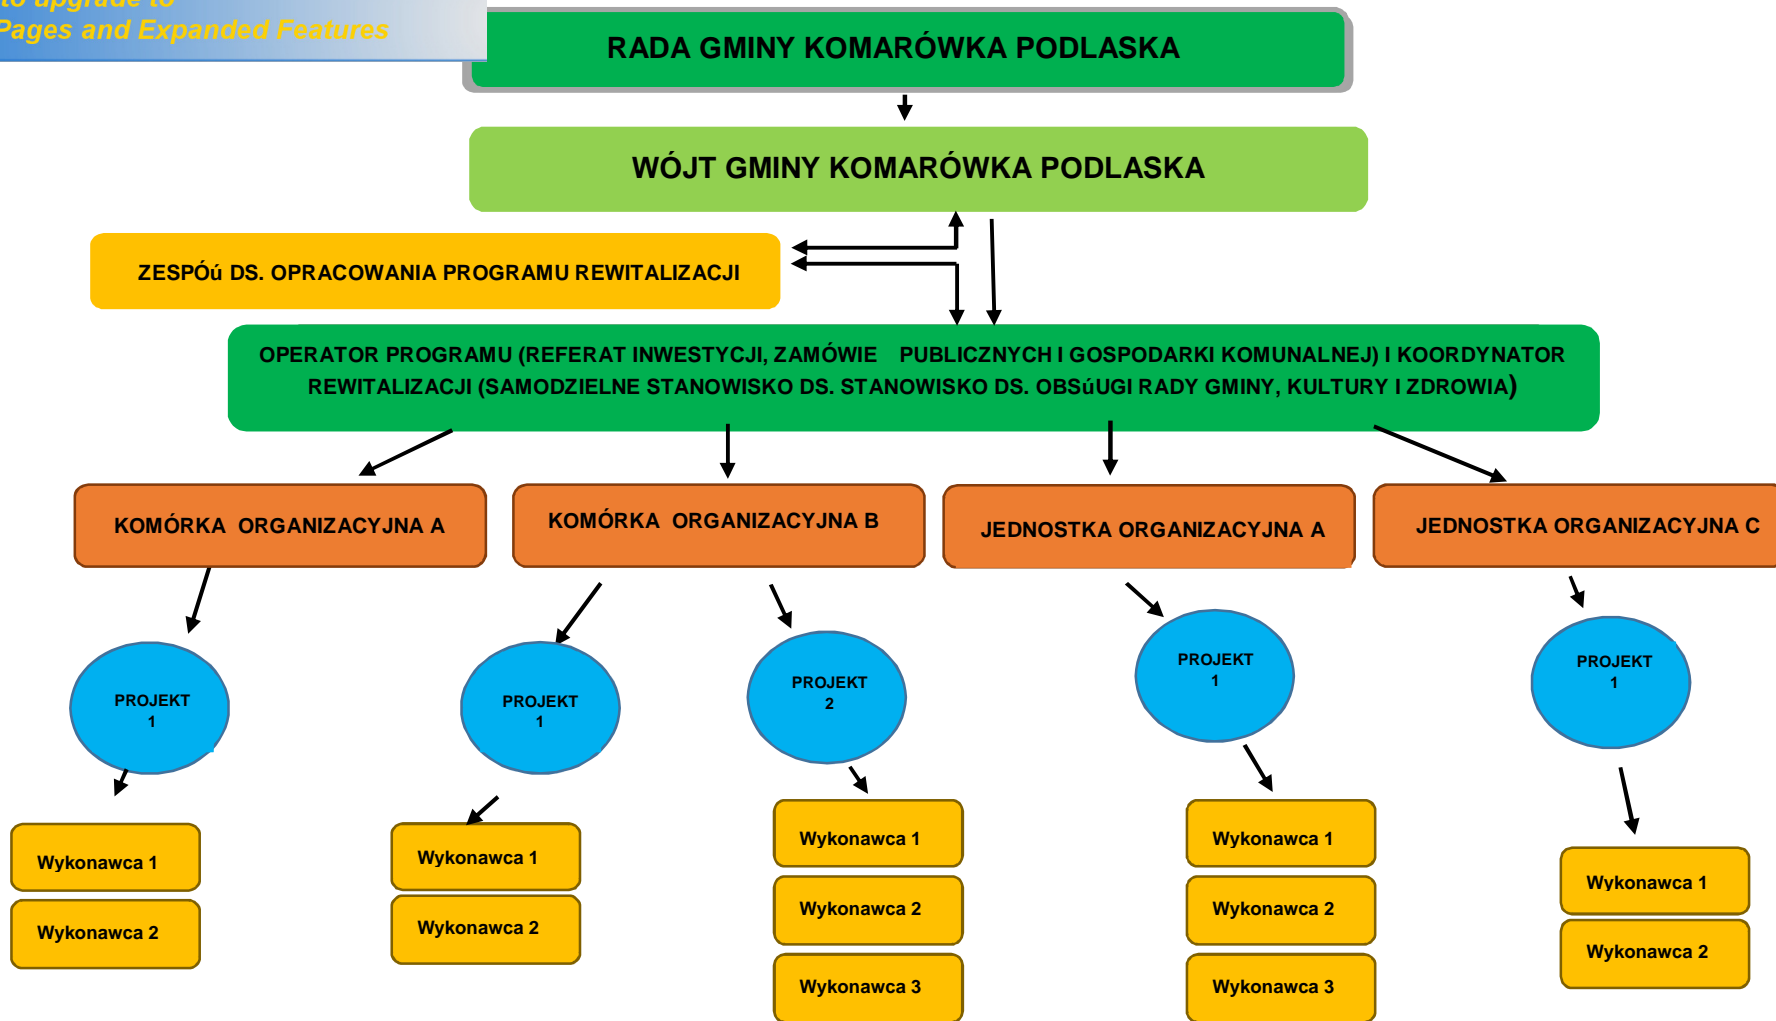 to upgrade to
Pages and Expanded Features
RADA GMINY KOMARÓWKA PODLASKA
WÓJT GMINY KOMARÓWKA PODLASKA
ZESPÓú DS. OPRACOWANIA PROGRAMU REWITALIZACJI
OPERATOR PROGRAMU (REFERAT INWESTYCJI, ZAMÓWIE PUBLICZNYCH I GOSPODARKI KOMUNALNEJ) I KOORDYNATOR
REWITALIZACJI (SAMODZIELNE STANOWISKO DS. STANOWISKO DS. OBSúUGI RADY GMINY, KULTURY I ZDROWIA)
KOMÓRKA ORGANIZACYJNA A
KOMÓRKA ORGANIZACYJNA B
JEDNOSTKA ORGANIZACYJNA A
JEDNOSTKA ORGANIZACYJNA C
PROJEKT
1
PROJEKT
1
PROJEKT
2
PROJEKT
1
PROJEKT
1
Wykonawca 1
Wykonawca 2
Wykonawca 1
Wykonawca 2
Wykonawca 1
Wykonawca 2
Wykonawca 3
Wykonawca 1
Wykonawca 2
Wykonawca 3
Wykonawca 1
Wykonawca 2